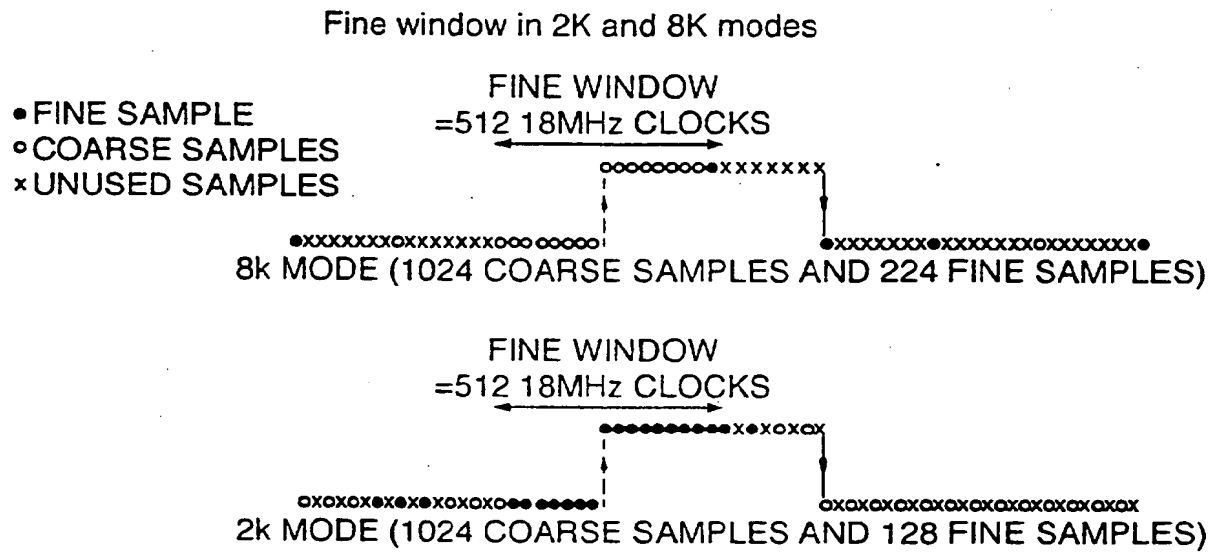 Fine window in 2K and 8K modes
FINE WINDOW
=512 18MHz CLOCKS
•FINE SAMPLE
∘COARSE SAMPLES
×UNUSED SAMPLES
8k MODE (1024 COARSE SAMPLES AND 224 FINE SAMPLES)
FINE WINDOW
=512 18MHz CLOCKS
2k MODE (1024 COARSE SAMPLES AND 128 FINE SAMPLES)